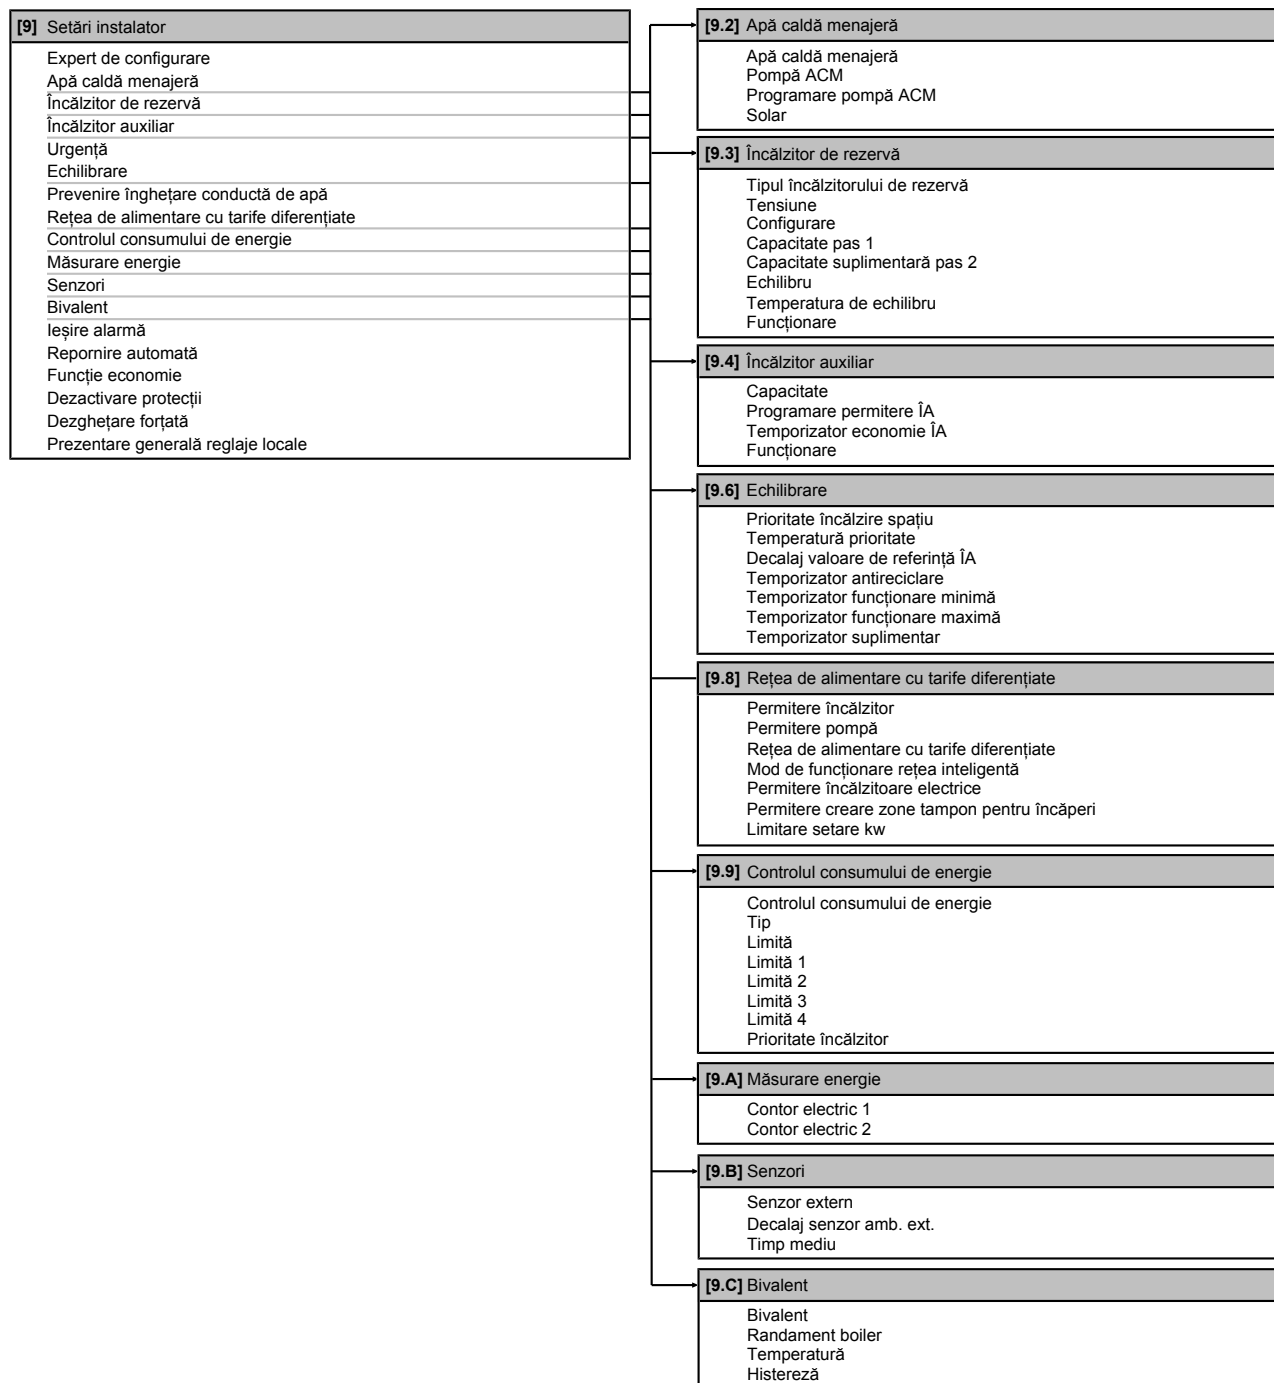 [9] Setări instalator
Expert de configurare
Apă caldă menajeră
Încălzitor de rezervă
Încălzitor auxiliar
Urgență
Echilibrare
Prevenire înghețare conductă de apă
Rețea de alimentare cu tarife diferențiate
Controlul consumului de energie
Măsurare energie
Senzori
Bivalent
Ieșire alarmă
Repornire automată
Funcție economie
Dezactivare protecții
Dezghețare forțată
Prezentare generală reglaje locale
[9.2] Apă caldă menajeră
Apă caldă menajeră
Pompă ACM
Programare pompă ACM
Solar
[9.3] Încălzitor de rezervă
Tipul încălzitorului de rezervă
Tensiune
Configurare
Capacitate pas 1
Capacitate suplimentară pas 2
Echilibru
Temperatura de echilibru
Funcționare
[9.4] Încălzitor auxiliar
Capacitate
Programare permitere ÎA
Temporizator economie ÎA
Funcționare
[9.6] Echilibrare
Prioritate încălzire spațiu
Temperatură prioritate
Decalaj valoare de referință ÎA
Temporizator antireciclare
Temporizator funcționare minimă
Temporizator funcționare maximă
Temporizator suplimentar
[9.8] Rețea de alimentare cu tarife diferențiate
Permitere încălzitor
Permitere pompă
Rețea de alimentare cu tarife diferențiate
Mod de funcționare rețea inteligentă
Permitere încălzitoare electrice
Permitere creare zone tampon pentru încăperi
Limitare setare kw
[9.9] Controlul consumului de energie
Controlul consumului de energie
Tip
Limită
Limită 1
Limită 2
Limită 3
Limită 4
Prioritate încălzitor
[9.A] Măsurare energie
Contor electric 1
Contor electric 2
[9.B] Senzori
Senzor extern
Decalaj senzor amb. ext.
Timp mediu
[9.C] Bivalent
Bivalent
Randament boiler
Temperatură
Histereză